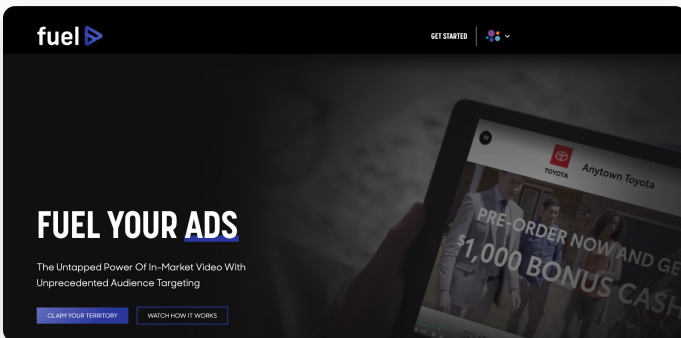 fuel
GET STARTED
FUEL YOUR ADS
The Untapped Power Of In-Market Video With
Unprecedented Audience Targeting
CLAIM YOUR TERRITORY
WATCH HOW IT WORKS
10
TOYOTA
Anytown Toyota
PRE-ORDER NOW AND GE
$1,000 BONUS CASH